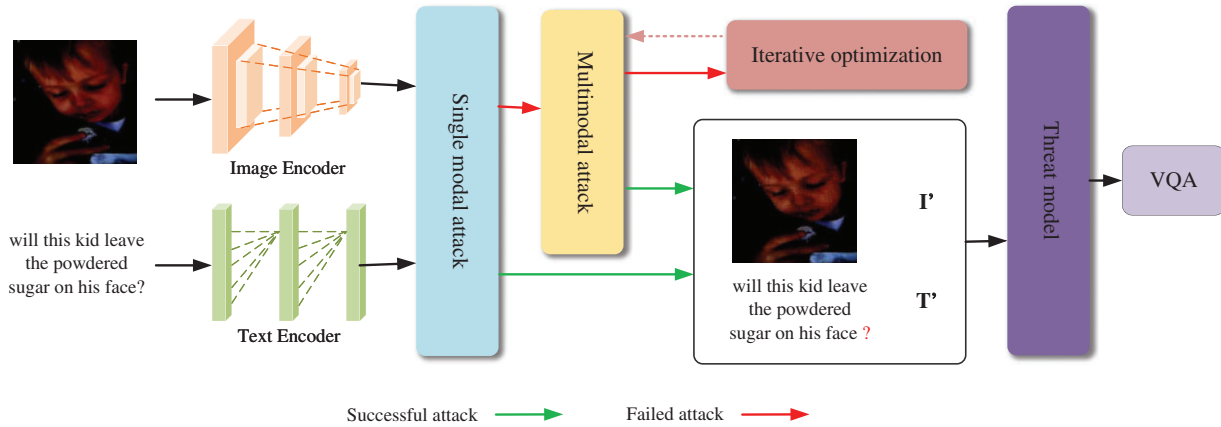 Image Encoder
will this kid leave
the powdered
sugar on his face?
Text Encoder
Single modal attack
Multimodal attack
Iterative optimization
I'
will this kid leave
the powdered
sugar on his face ?
T'
Threat model
VQA
Successful attack
Failed attack